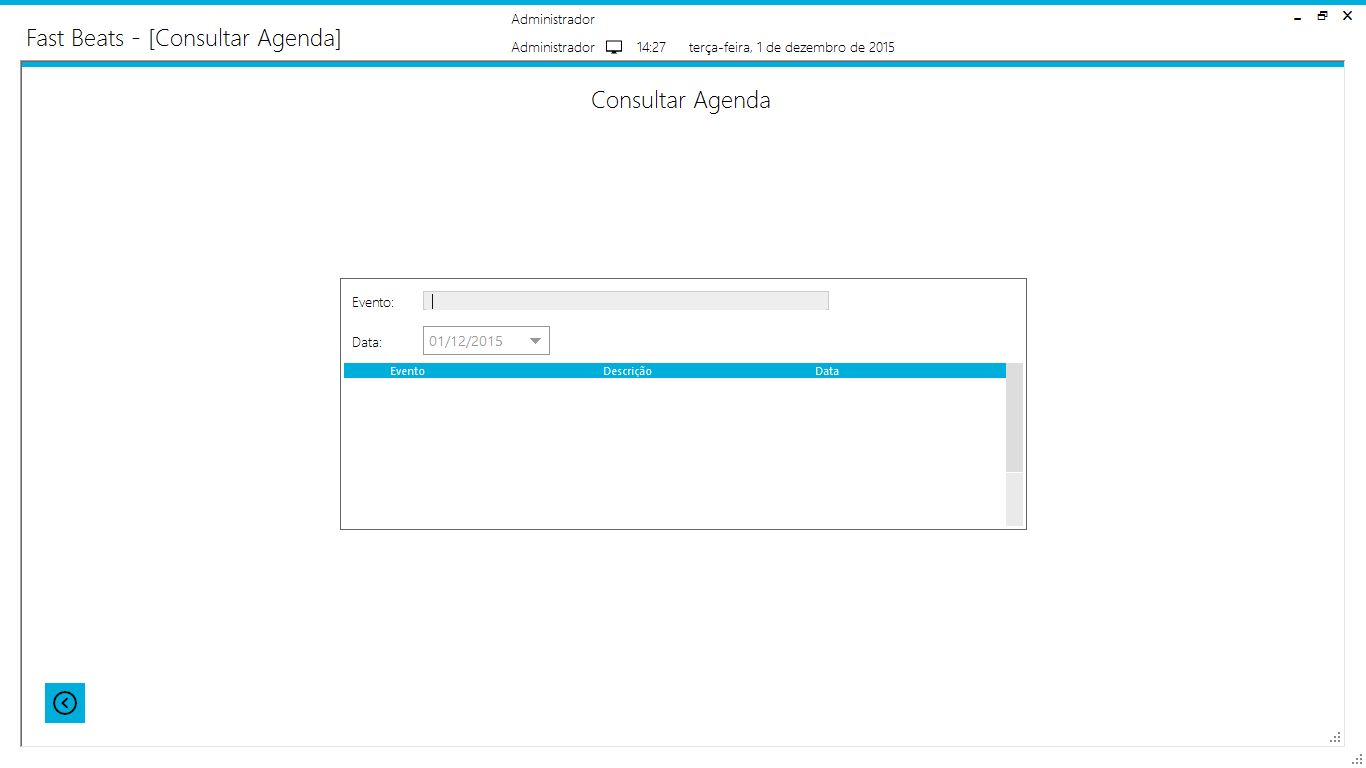 Administrador
Fast Beats - [Consultar Agenda]
Administrador 14:27 terça-feira, 1 de dezembro de 2015
Consultar Agenda
Evento:
Data: 01/12/2015
Evento Descrição Data